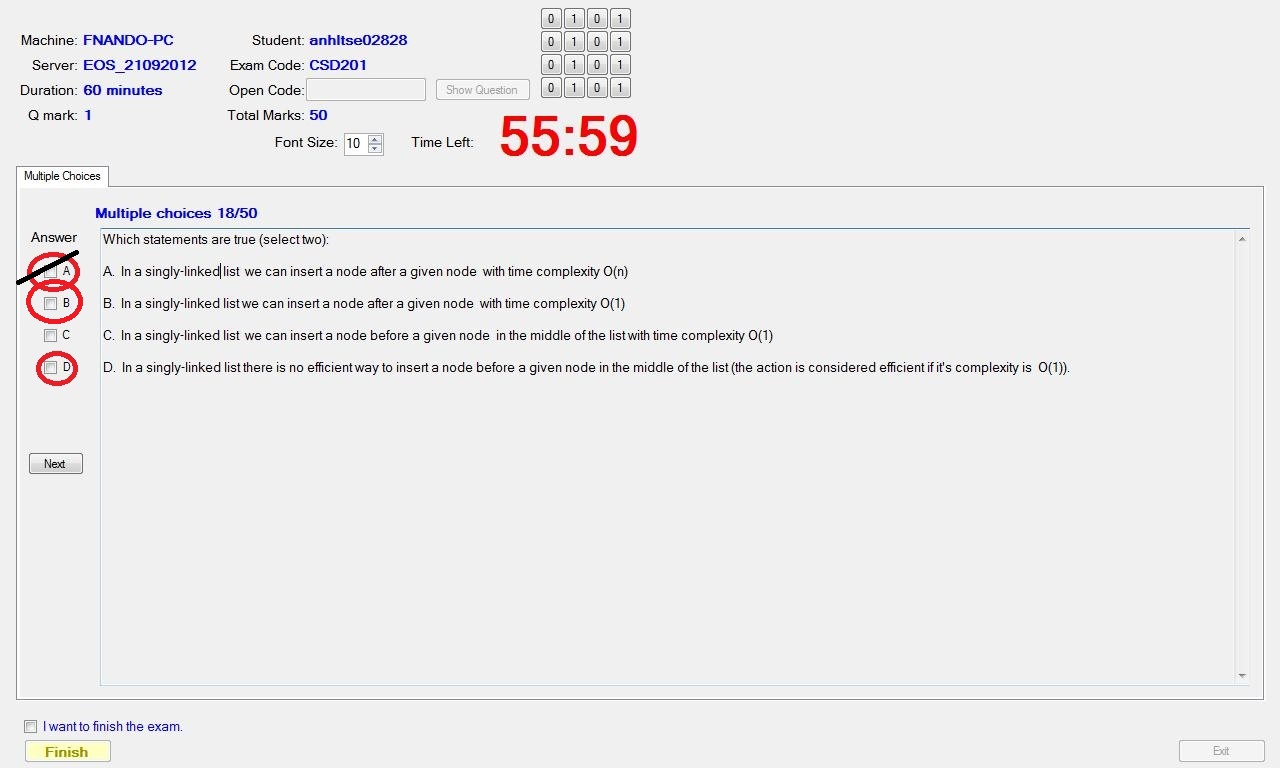 Machine: FNANDO-PC Student: anhltse02828
Server: EOS_21092012 Exam Code: CSD201
Duration: 60 minutes Open Code: Show Question
Q mark: 1 Total Marks: 50
0 1 0 1
0 1 0 1
0 1 0 1
0 1 0 1
Font Size: 10 Time Left: 55:59
Multiple Choices
Multiple choices 18/50
Answer
Which statements are true (select two):
A A. In a singly-linked list we can insert a node after a given node with time complexity O(n)
B B. In a singly-linked list we can insert a node after a given node with time complexity O(1)
C C. In a singly-linked list we can insert a node before a given node in the middle of the list with time complexity O(1)
D D. In a singly-linked list there is no efficient way to insert a node before a given node in the middle of the list (the action is considered efficient if it's complexity is O(1)).
Next
I want to finish the exam.
Finish Exit